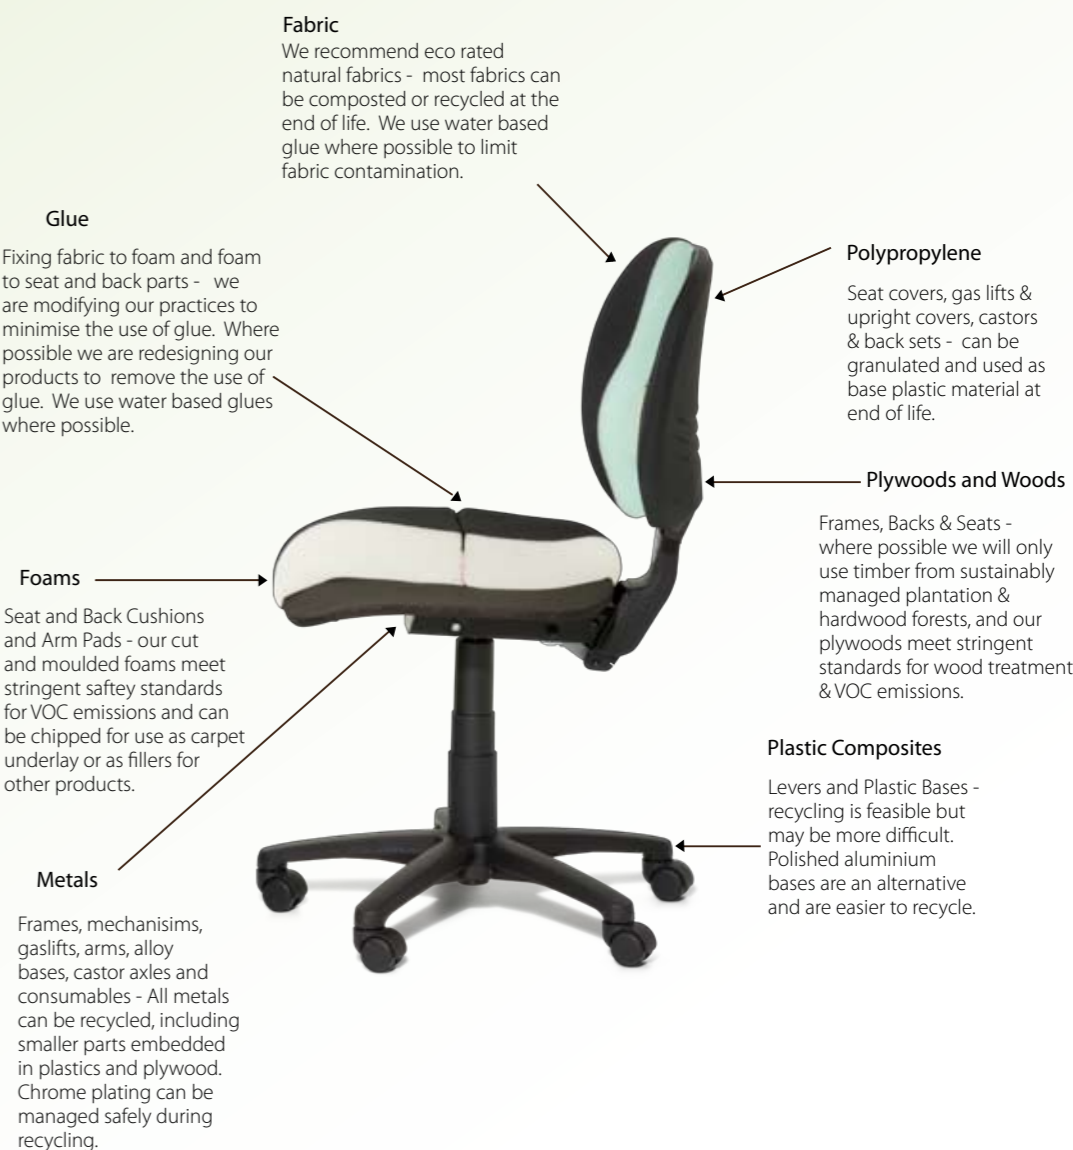 Fabric
We recommend eco rated
natural fabrics - most fabrics can
be composted or recycled at the
end of life. We use water based
glue where possible to limit
fabric contamination.
Glue
Fixing fabric to foam and foam
to seat and back parts - we
are modifying our practices to
minimise the use of glue. Where
possible we are redesigning our
products to remove the use of
glue. We use water based glues
where possible.
Polypropylene
Seat covers, gas lifts &
upright covers, castors
& back sets - can be
granulated and used as
base plastic material at
end of life.
Plywoods and Woods
Frames, Backs & Seats -
where possible we will only
use timber from sustainably
managed plantation &
hardwood forests, and our
plywoods meet stringent
standards for wood treatment
& VOC emissions.
Foams
Seat and Back Cushions
and Arm Pads - our cut
and moulded foams meet
stringent saftey standards
for VOC emissions and can
be chipped for use as carpet
underlay or as fillers for
other products.
Plastic Composites
Levers and Plastic Bases -
recycling is feasible but
may be more difficult.
Polished aluminium
bases are an alternative
and are easier to recycle.
Metals
Frames, mechanisims,
gaslifts, arms, alloy
bases, castor axles and
consumables - All metals
can be recycled, including
smaller parts embedded
in plastics and plywood.
Chrome plating can be
managed safely during
recycling.